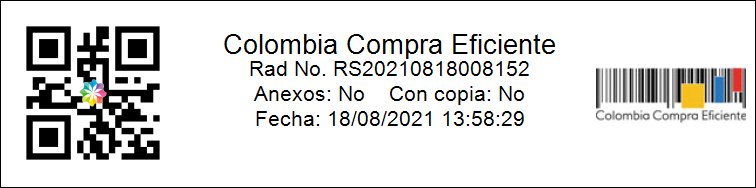 Colombia Compra Eficiente
Rad No. RS20210818008152
Anexos: No    Con copia: No
Fecha: 18/08/2021 13:58:29
Colombia Compra Eficiente